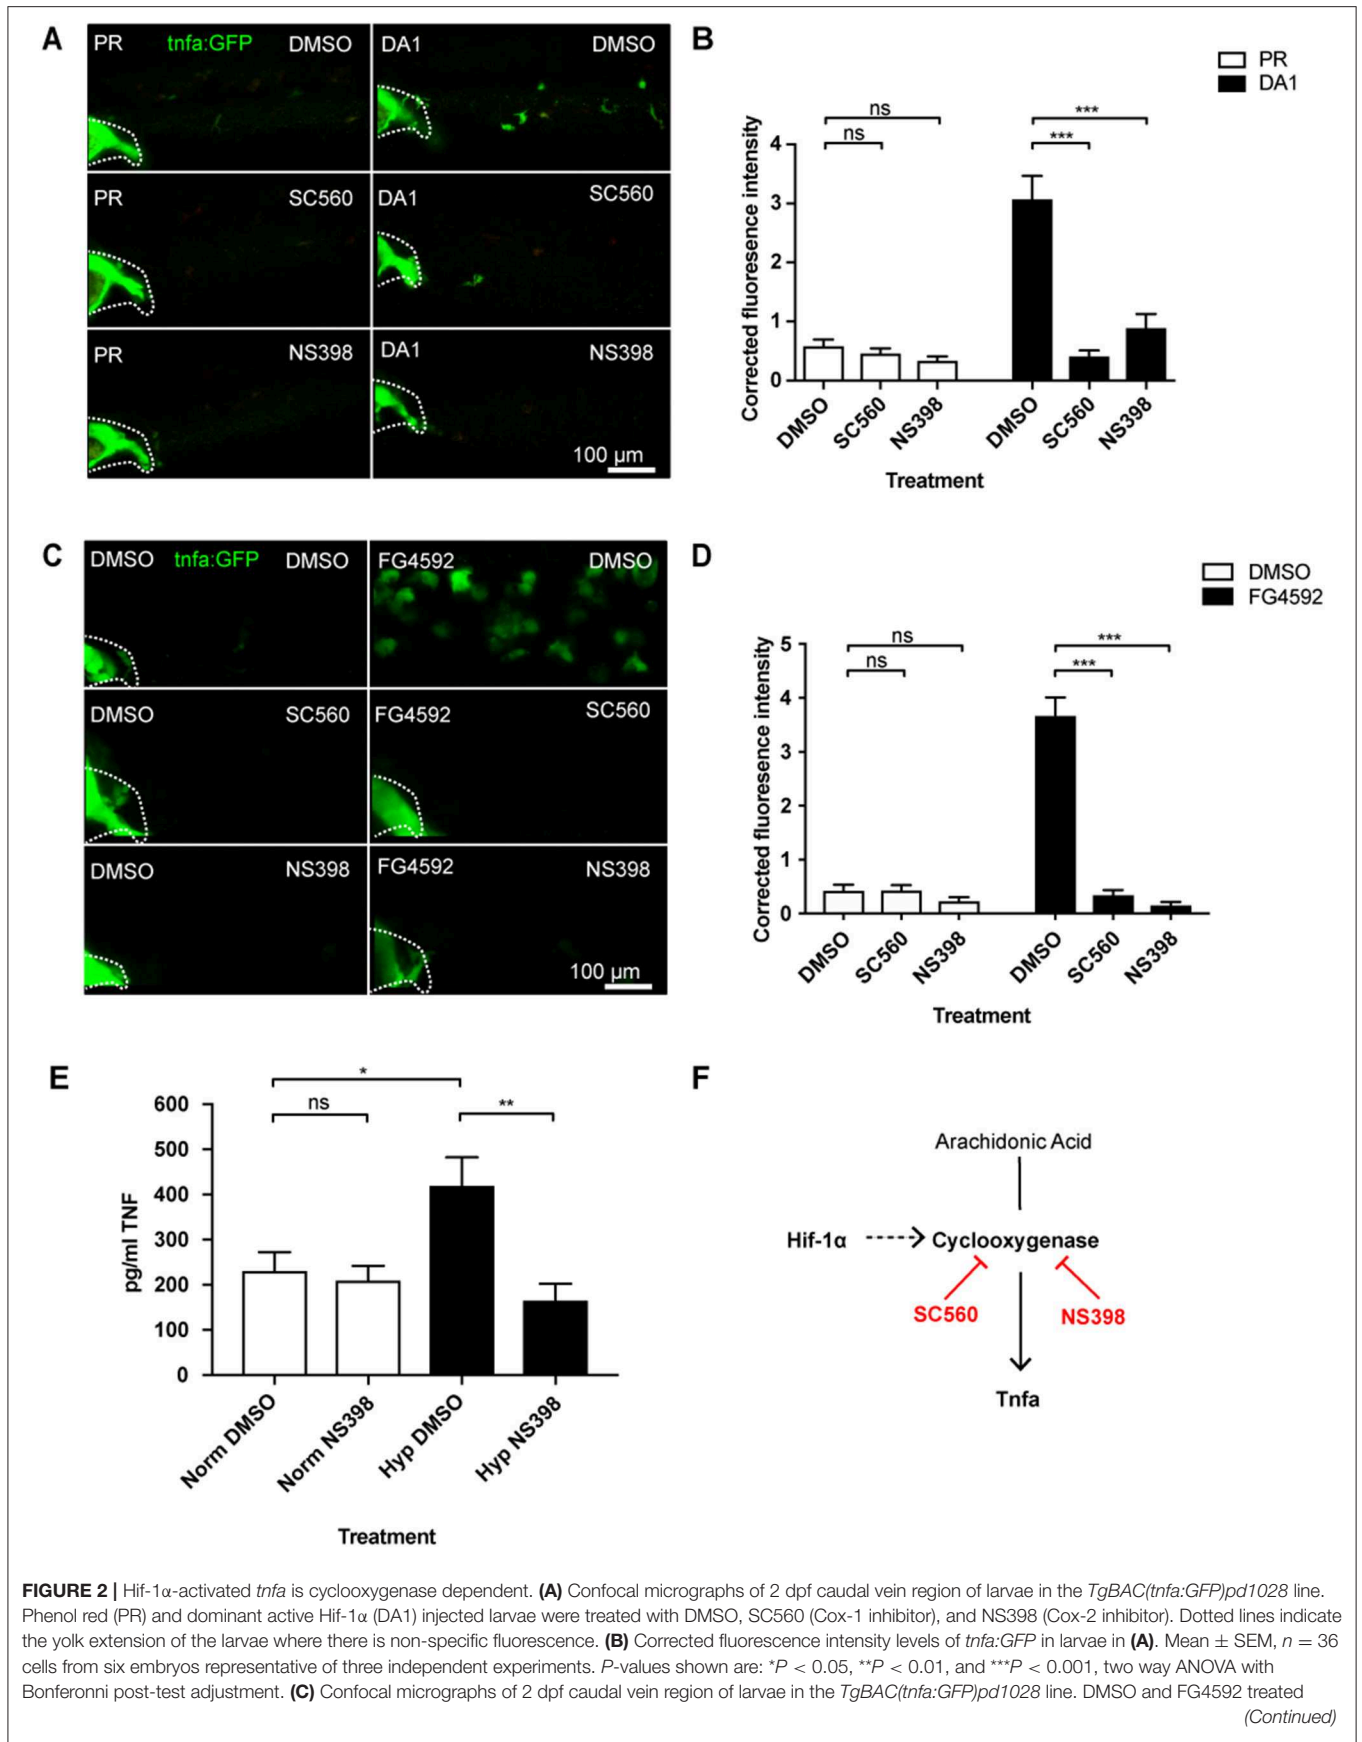 A
PR tnfa:GFP DMSO
DA1 DMSO
PR SC560
DA1 SC560
PR NS398
DA1 NS398
100 µm
B
PR
DA1
ns
ns
***
***
Corrected fluoresence intensity
4
3
2
1
0
DMSO
SC560
NS398
DMSO
SC560
NS398
Treatment
C
DMSO tnfa:GFP DMSO
FG4592 DMSO
DMSO SC560
FG4592 SC560
DMSO NS398
FG4592 NS398
100 µm
D
DMSO
FG4592
ns
ns
***
***
Corrected fluoresence intensity
5
4
3
2
1
0
DMSO
SC560
NS398
DMSO
SC560
NS398
Treatment
E
*
ns
**
pg/ml TNF
600
500
400
300
200
100
0
Norm DMSO
Norm NS398
Hyp DMSO
Hyp NS398
Treatment
F
Arachidonic Acid
Hif-1α
Cyclooxygenase
SC560
NS398
Tnfa
FIGURE 2 | Hif-1α-activated tnfa is cyclooxygenase dependent. (A) Confocal micrographs of 2 dpf caudal vein region of larvae in the TgBAC(tnfa:GFP)pd1028 line.
Phenol red (PR) and dominant active Hif-1α (DA1) injected larvae were treated with DMSO, SC560 (Cox-1 inhibitor), and NS398 (Cox-2 inhibitor). Dotted lines indicate
the yolk extension of the larvae where there is non-specific fluorescence. (B) Corrected fluorescence intensity levels of tnfa:GFP in larvae in (A). Mean ± SEM, n = 36
cells from six embryos representative of three independent experiments. P-values shown are: *P < 0.05, **P < 0.01, and ***P < 0.001, two way ANOVA with
Bonferonni post-test adjustment. (C) Confocal micrographs of 2 dpf caudal vein region of larvae in the TgBAC(tnfa:GFP)pd1028 line. DMSO and FG4592 treated
(Continued)